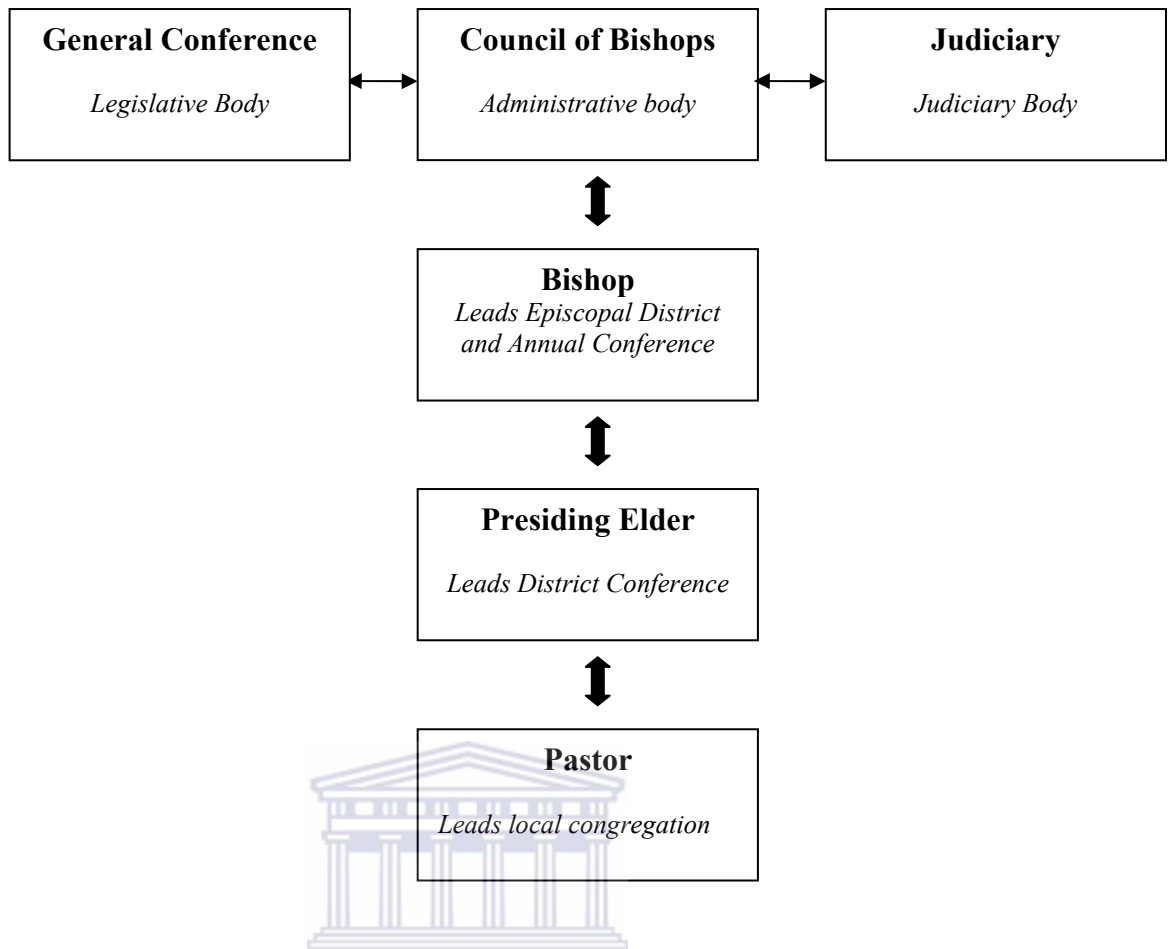 General Conference
Legislative Body
Council of Bishops
Administrative body
Judiciary
Judiciary Body
Bishop
Leads Episcopal District
and Annual Conference
Presiding Elder
Leads District Conference
Pastor
Leads local congregation